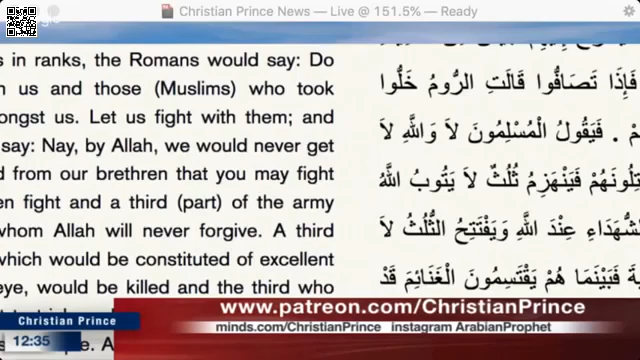 Christian Prince News — Live @ 151.5% — Ready
s in ranks, the Romans would say: Do
us and those (Muslims) who took
ongst us. Let us fight with them; and
say: Nay, by Allah, we would never get
d from our brethren that you may fight
en fight and a third (part) of the army
whom Allah will never forgive. A third
which would be constituted of excellent
eye, would be killed and the third who
فَإِذَا تَصَافُّوا قَالَتِ الرُّومُ خَلُّوا
مْ . فَيَقُولُ الْمُسْلِمُونَ لاَ وَاللَّهِ لاَ
تِلُونَهُمْ فَيَنْهَزِمُ ثُلُثٌ لاَ يَتُوبُ اللَّهُ
لشُّهَدَاءِ عِنْدَ اللَّهِ وَيَفْتَتِحُ الثُّلُثُ لاَ
يَةَ فَبَيْنَمَا هُمْ يَقْتَسِمُونَ الْغَنَائِمَ قَدْ
www.patreon.com/ChristianPrince
Christian Prince
minds.com/ChristianPrince instagram ArabianProphet
12:35